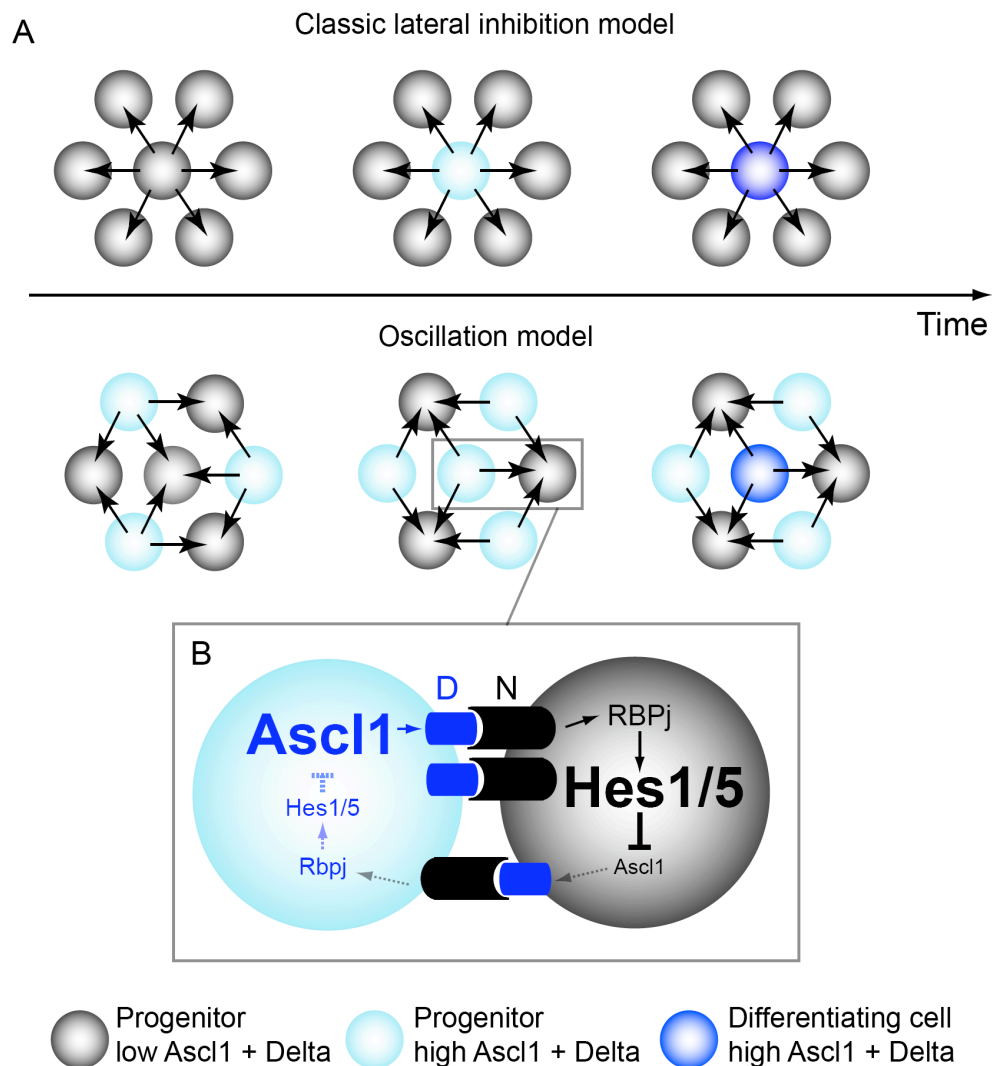 A
Classic lateral inhibition model
Time
Oscillation model
B
D N
Ascl1
RBPj
Hes1/5
Hes1/5
Rbpj
Ascl1
Progenitor
low Ascl1 + Delta
Progenitor
high Ascl1 + Delta
Differentiating cell
high Ascl1 + Delta